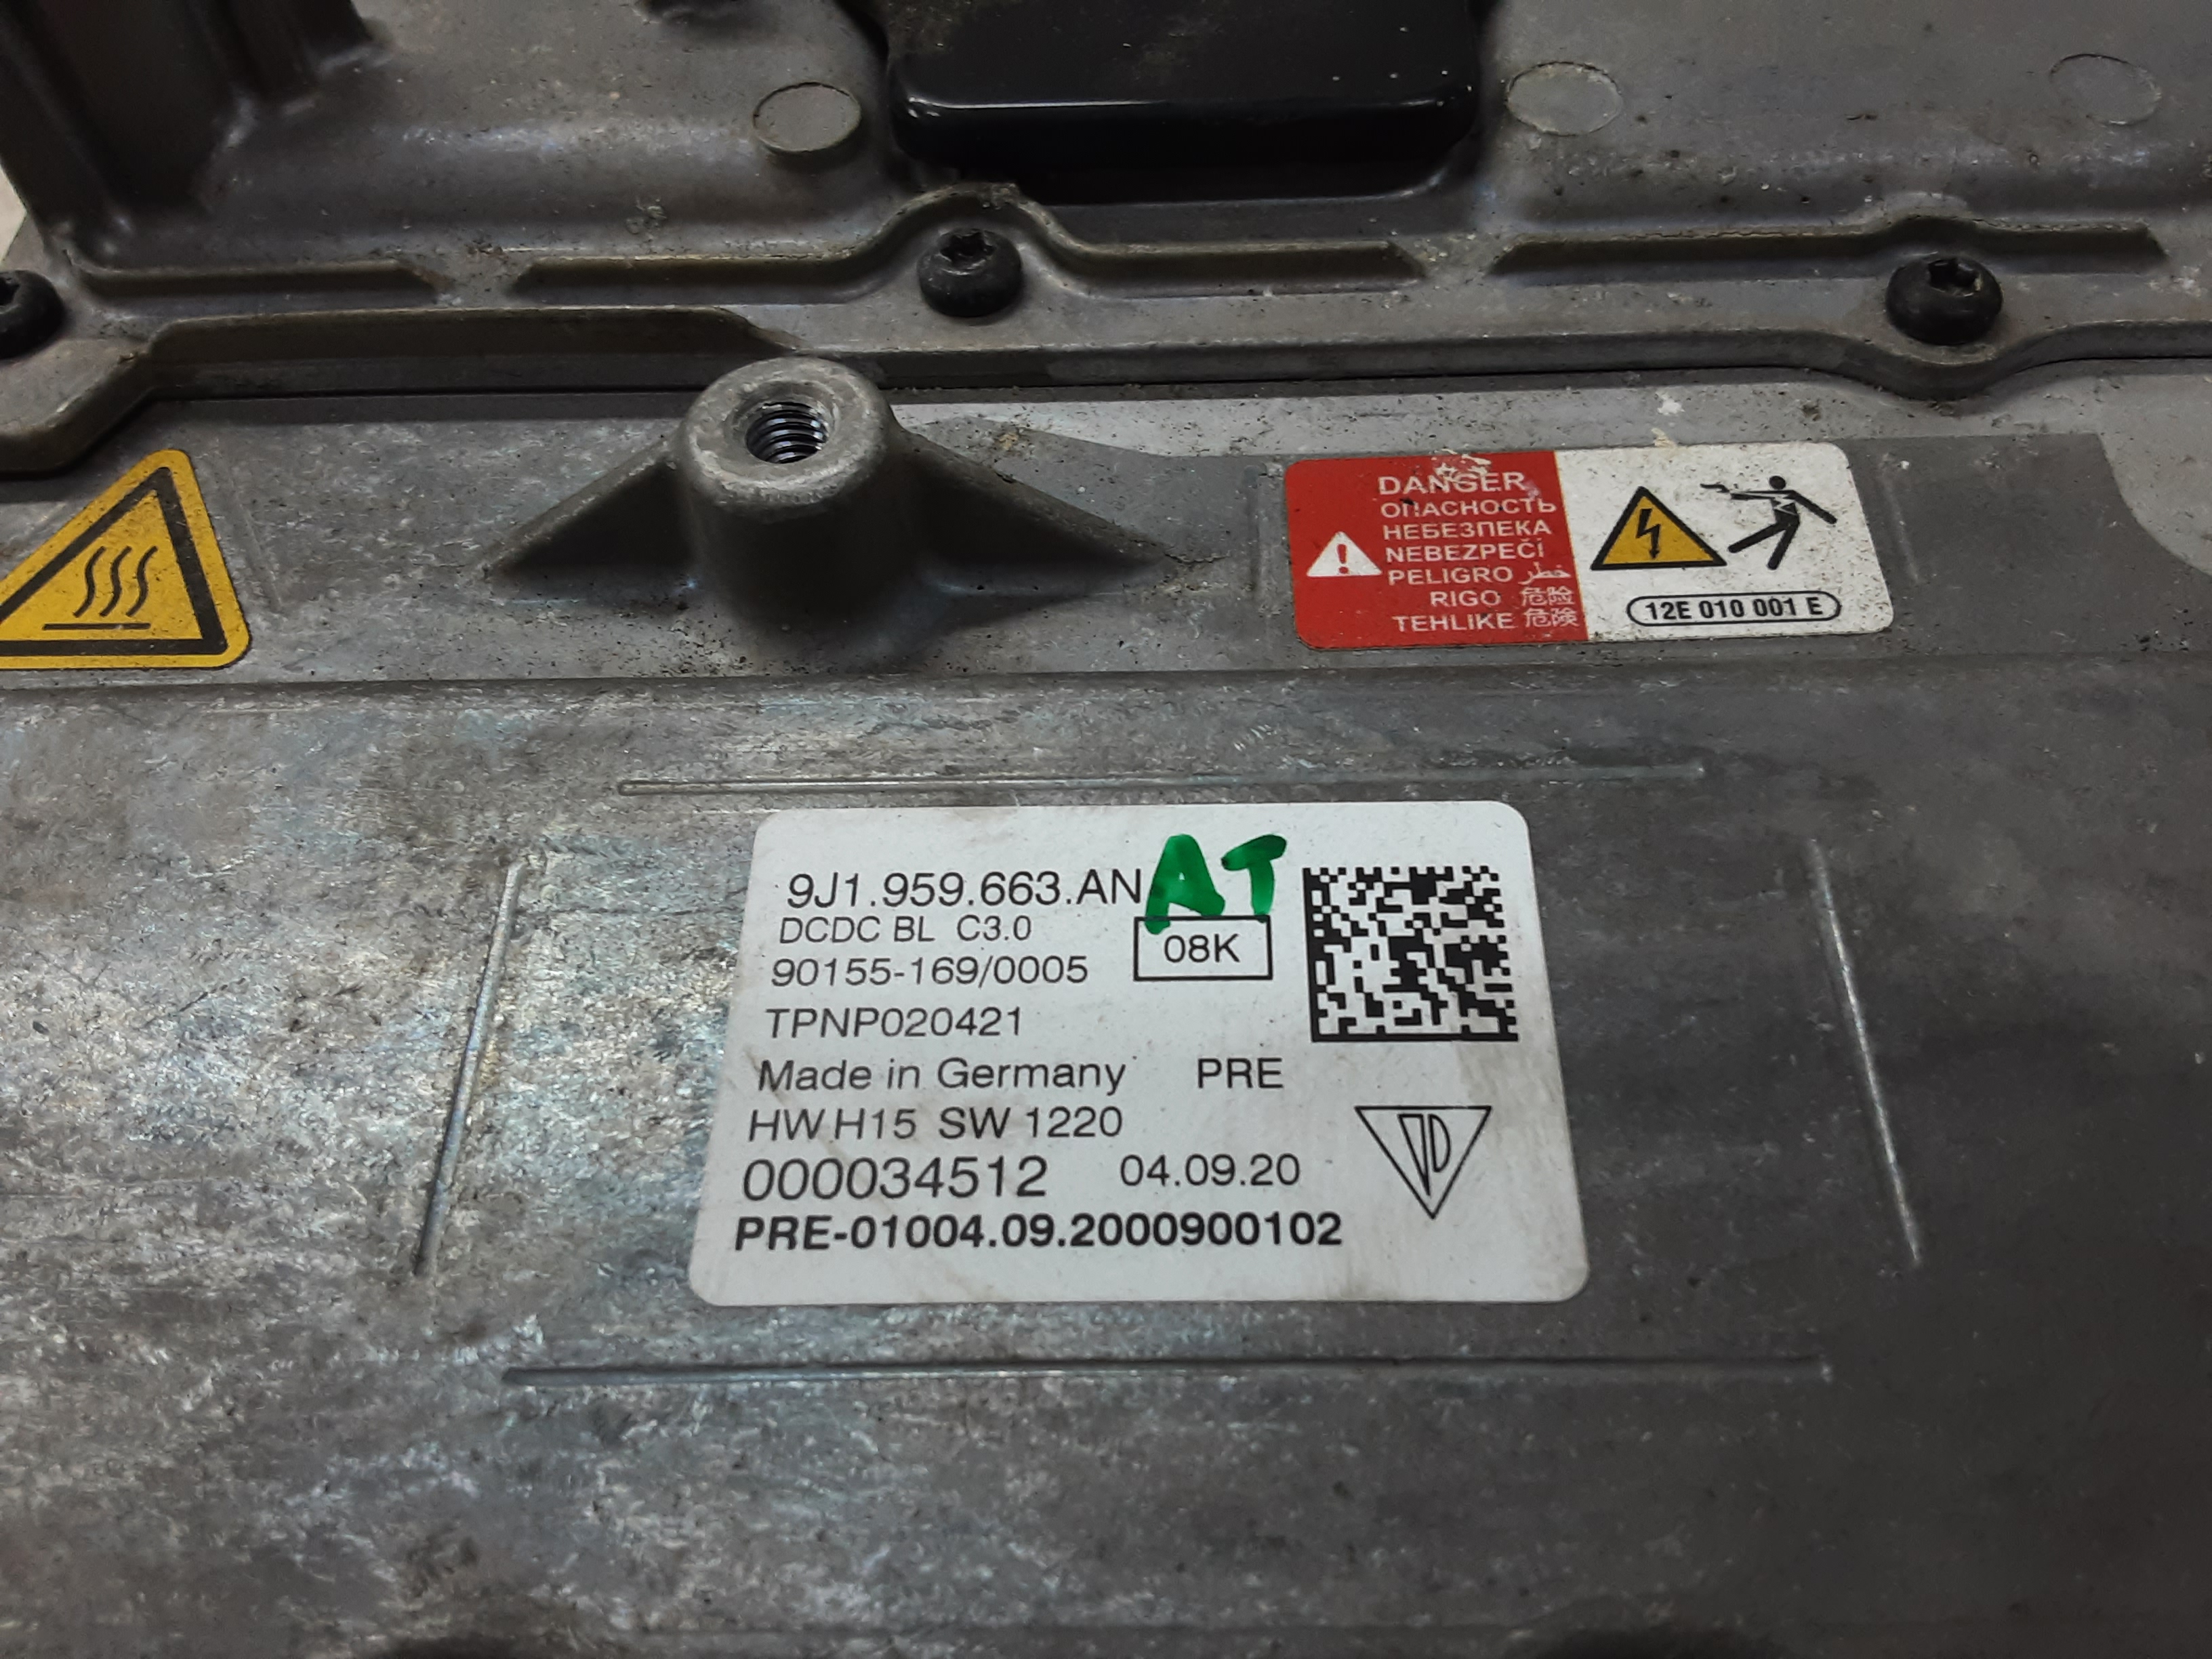 DANGER
ОПАСНОСТЬ
НЕБЕЗПЕКА
NEBEZPEČÍ
PELIGRO خطر
RIGO 危险
TEHLIKE 危険
12E 010 001 E
9J1.959.663.AN AT
DCDC BL C3.0
08K
90155-169/0005
TPNP020421
Made in Germany PRE
HW H15 SW 1220
000034512 04.09.20
PRE-01004.09.2000900102